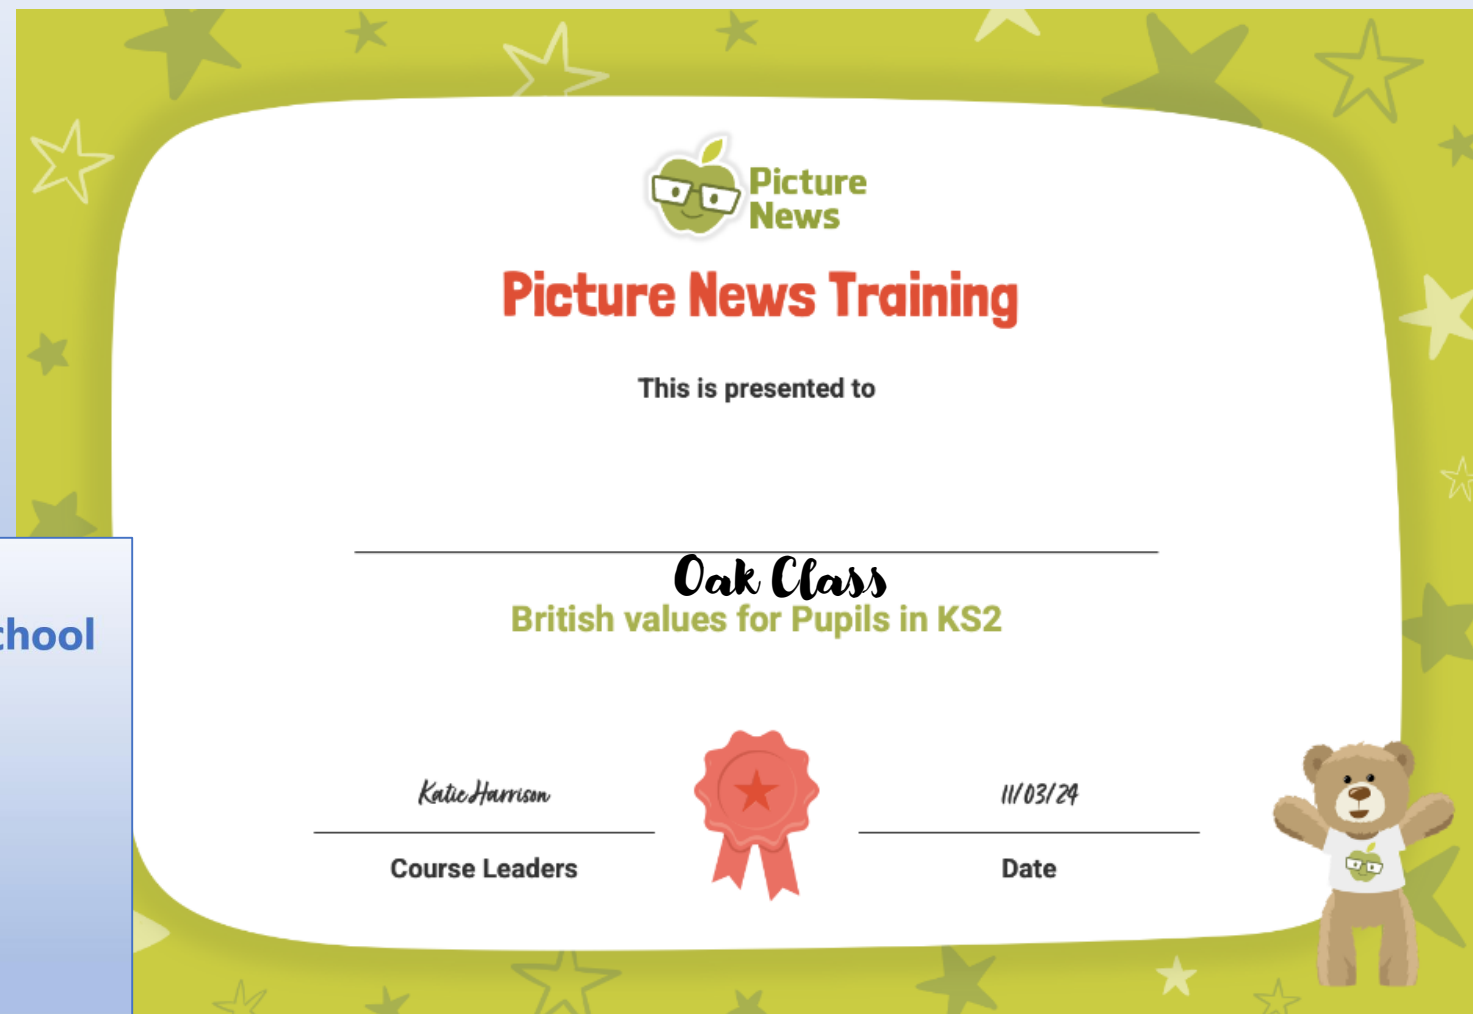 Picture
News
Picture News Training
This is presented to
Oak Class
British values for Pupils in KS2
chool
Katie Harrison
11/03/24
Course Leaders
Date